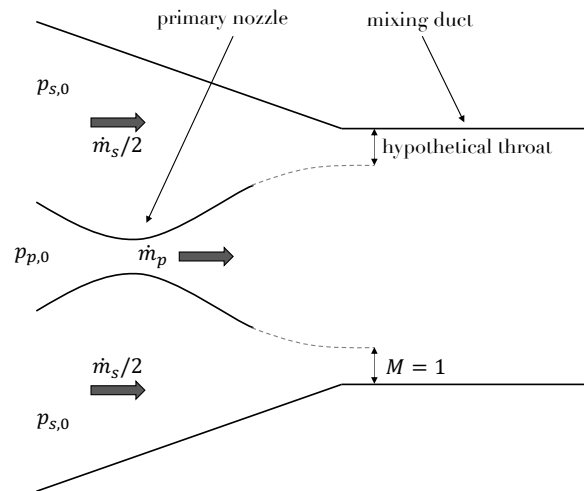 primary nozzle
mixing duct
p_{s,0}
ṁ_s/2
hypothetical throat
p_{p,0}
ṁ_p
ṁ_s/2
M = 1
p_{s,0}